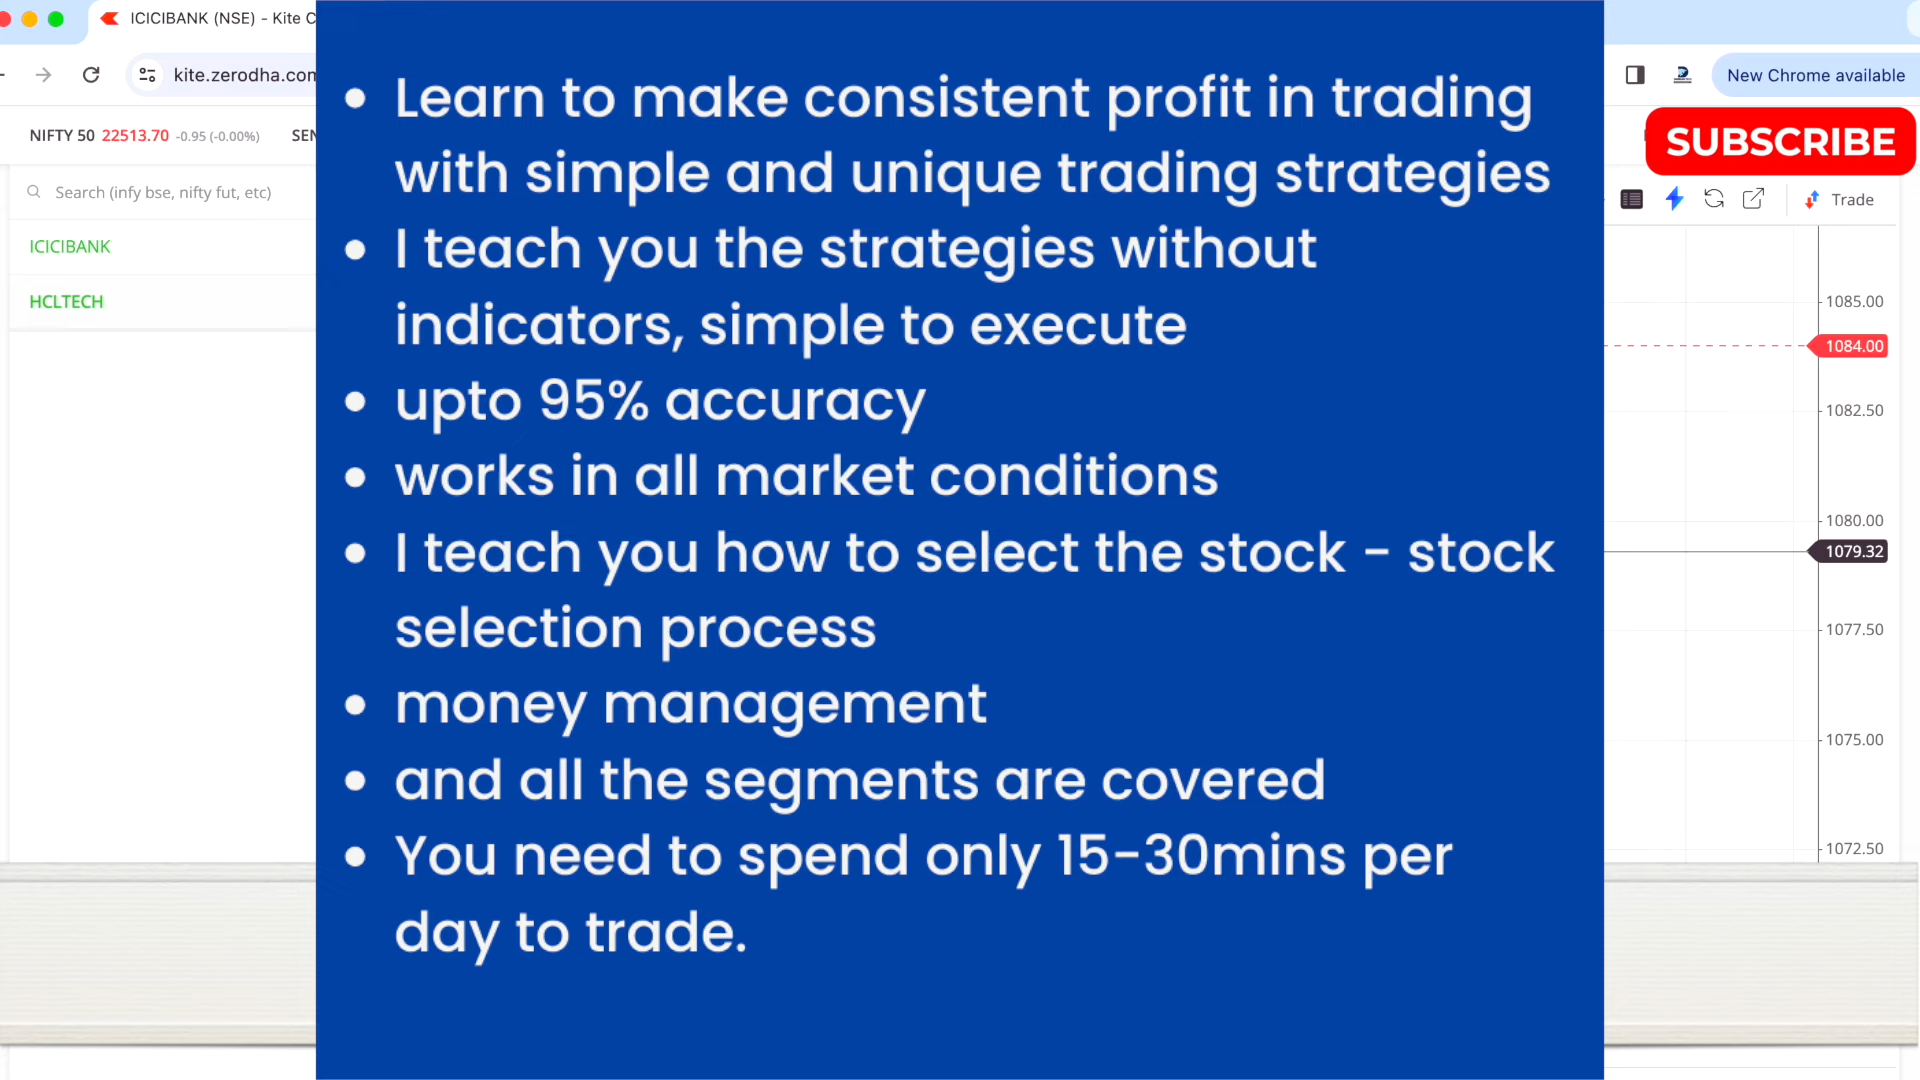 ICICIBANK (NSE) - Kite C
kite.zerodha.com
New Chrome available
NIFTY 50 22513.70 -0.95 (-0.00%) SEN
SUBSCRIBE
Search (infy bse, nifty fut, etc)
Trade
ICICIBANK
HCLTECH
• Learn to make consistent profit in trading
with simple and unique trading strategies
• I teach you the strategies without
indicators, simple to execute
• upto 95% accuracy
• works in all market conditions
• I teach you how to select the stock - stock
selection process
• money management
• and all the segments are covered
• You need to spend only 15-30mins per
day to trade.
1085.00
1084.00
1082.50
1080.00
1079.32
1077.50
1075.00
1072.50